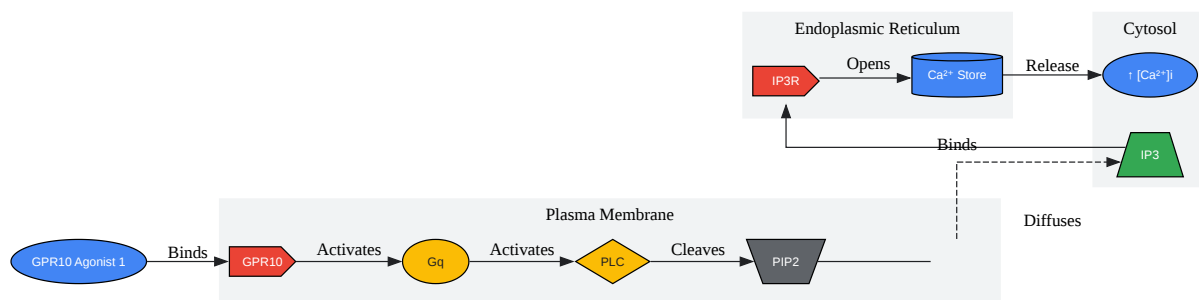 Endoplasmic Reticulum
Cytosol
IP3R
Opens
Ca²⁺ Store
Release
↑ [Ca²⁺]i
Binds
IP3
Plasma Membrane
Diffuses
GPR10 Agonist 1
Binds
GPR10
Activates
Gq
Activates
PLC
Cleaves
PIP2